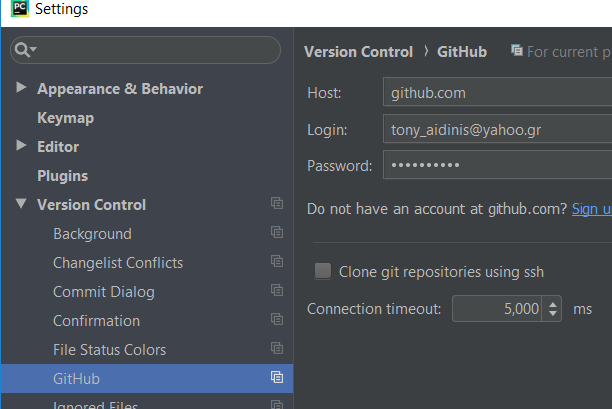 PC Settings
Appearance & Behavior
Keymap
Editor
Plugins
Version Control
Background
Changelist Conflicts
Commit Dialog
Confirmation
File Status Colors
GitHub
Ignored Files
Version Control › GitHub For current p
Host: github.com
Login: tony_aidinis@yahoo.gr
Password: ••••••••••
Do not have an account at github.com? Sign u
Clone git repositories using ssh
Connection timeout: 5,000 ms